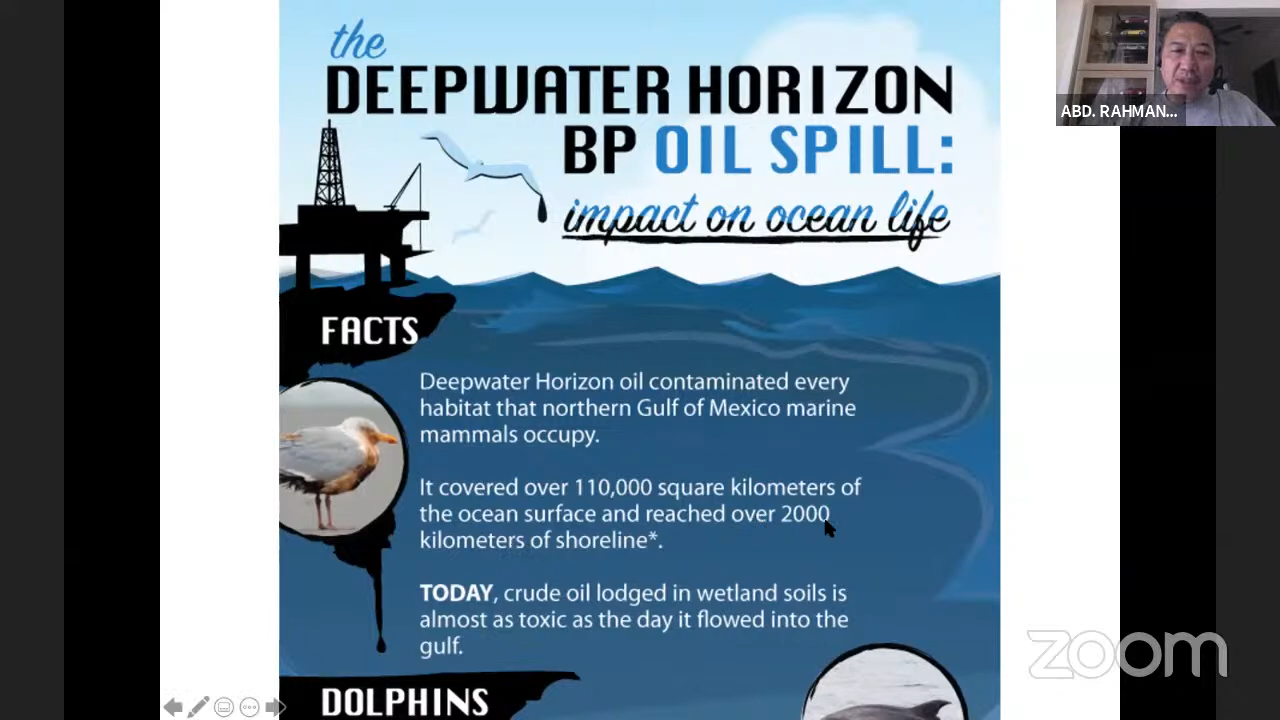 the
DEEPWATER HORIZON
BP OIL SPILL:
impact on ocean life
ABD. RAHMAN...
FACTS
Deepwater Horizon oil contaminated every
habitat that northern Gulf of Mexico marine
mammals occupy.
It covered over 110,000 square kilometers of
the ocean surface and reached over 2000
kilometers of shoreline*.
TODAY, crude oil lodged in wetland soils is
almost as toxic as the day it flowed into the
gulf.
DOLPHINS
zoom